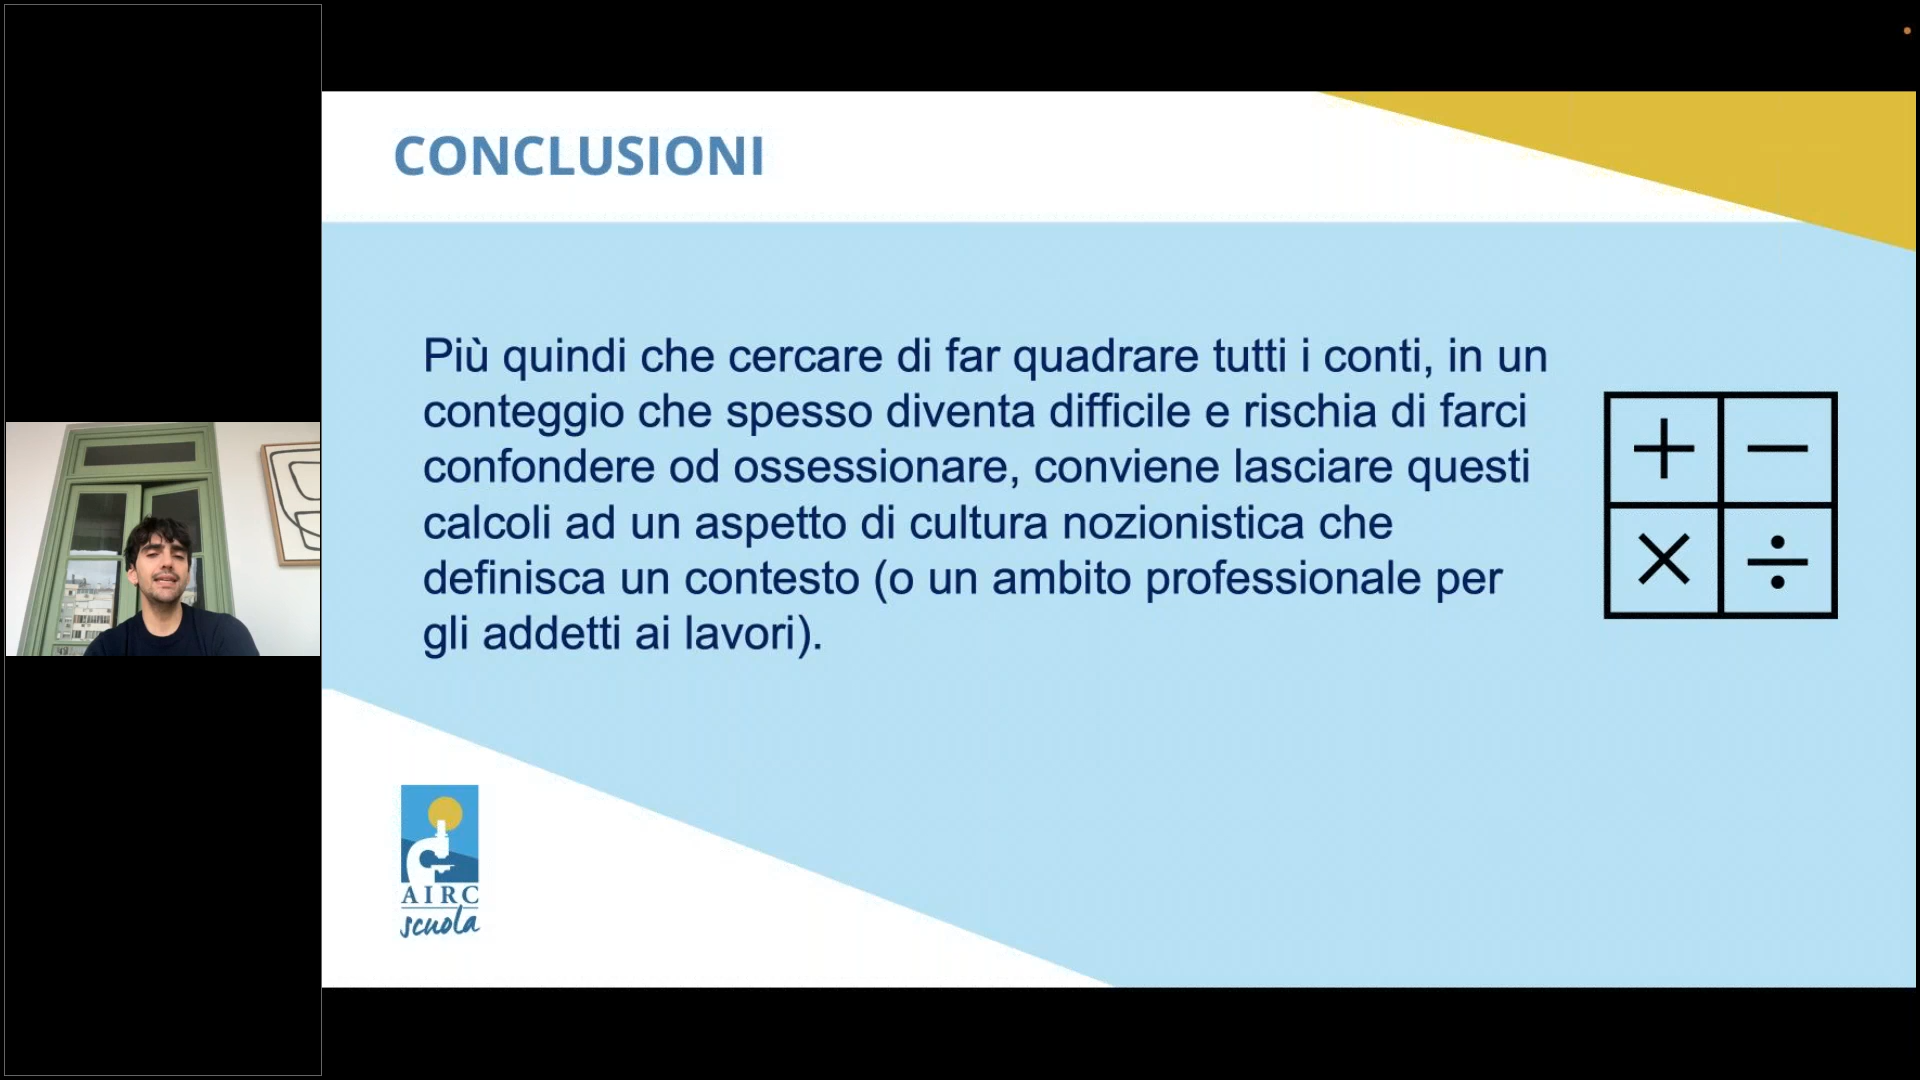 CONCLUSIONI
Più quindi che cercare di far quadrare tutti i conti, in un
conteggio che spesso diventa difficile e rischia di farci
confondere od ossessionare, conviene lasciare questi
calcoli ad un aspetto di cultura nozionistica che
definisca un contesto (o un ambito professionale per
gli addetti ai lavori).
AIRC
scuola